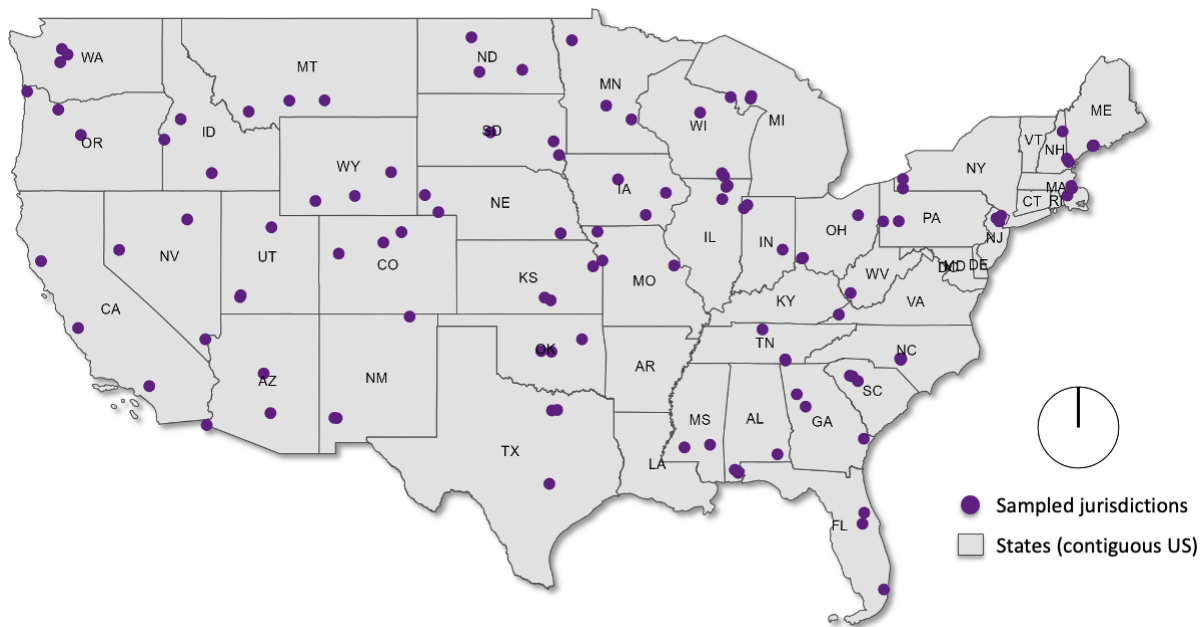 WA
MT
ND
MN
ME
OR
ID
SD
WI
MI
VT
NH
NY
WY
MA
CT
RI
IA
NE
PA
OH
NJ
NV
UT
CO
IL
IN
DE
MD
DC
WV
KS
MO
VA
CA
KY
OK
TN
NC
AZ
NM
AR
SC
MS
AL
GA
TX
LA
FL
Sampled jurisdictions
States (contiguous US)